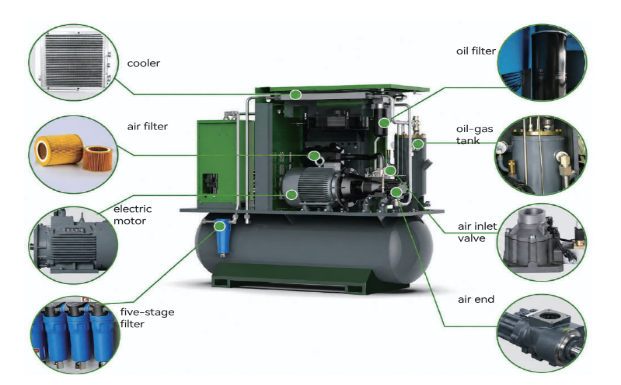 cooler
air filter
electric
motor
five-stage
filter
oil filter
oil-gas
tank
air inlet
valve
air end